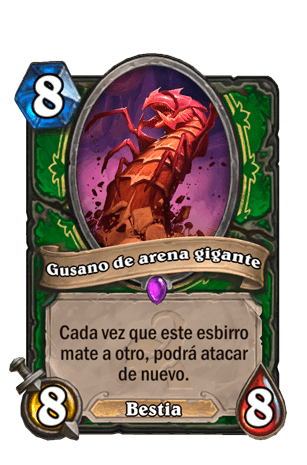 8
Gusano de arena gigante
Cada vez que este esbirro
mate a otro, podrá atacar
de nuevo.
8
Bestia
8